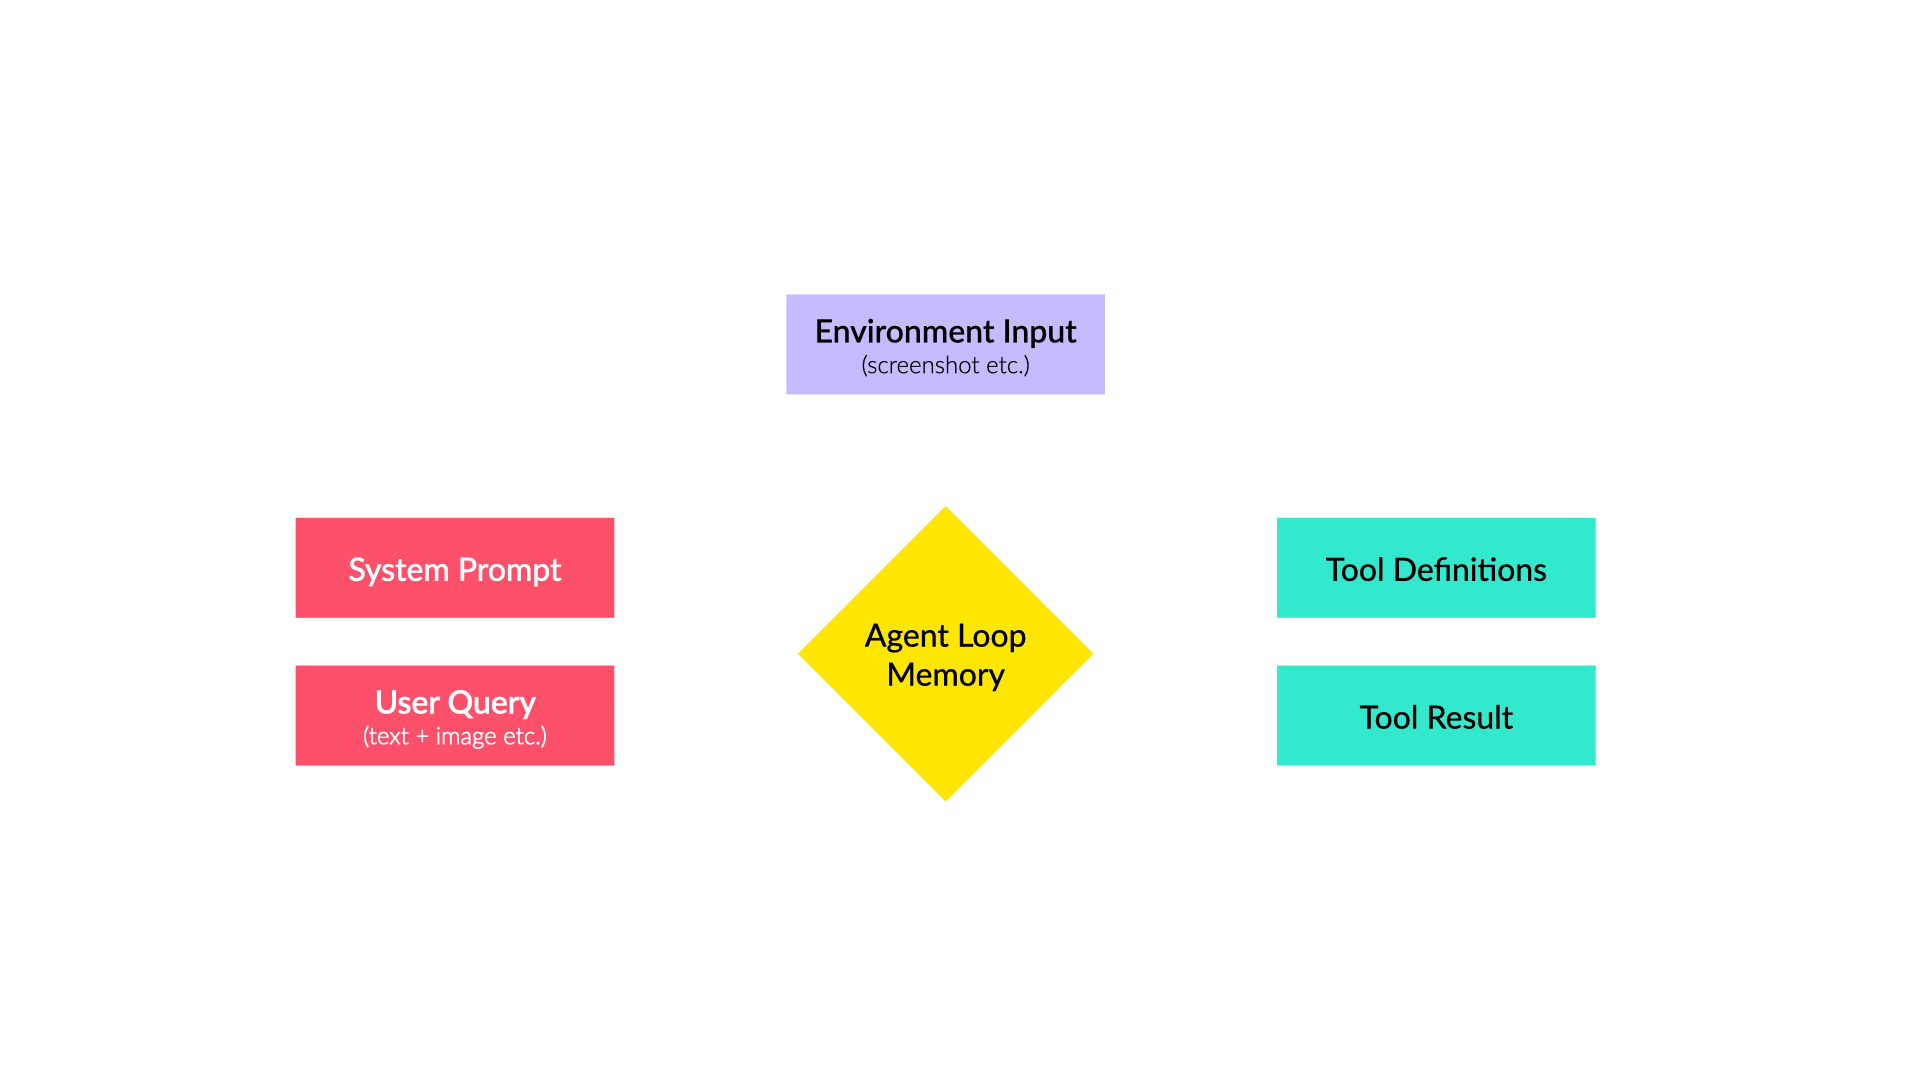 Environment Input
(screenshot etc.)
System Prompt
User Query
(text + image etc.)
Agent Loop
Memory
Tool Definitions
Tool Result